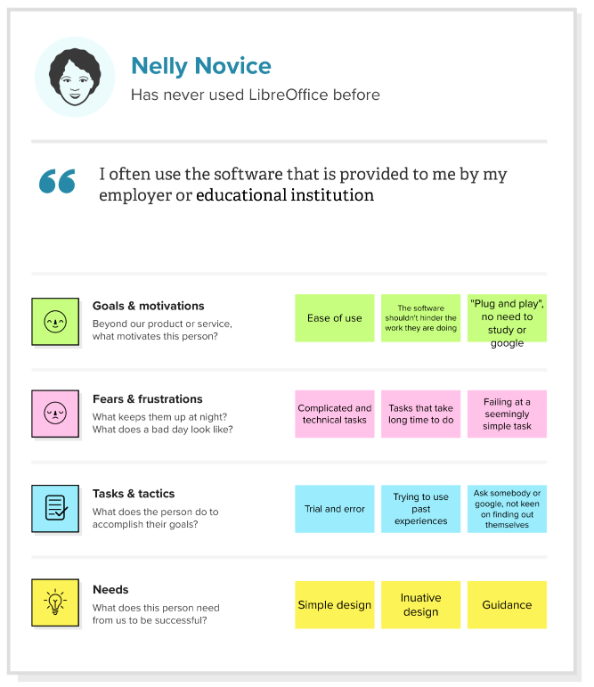 Nelly Novice
Has never used LibreOffice before
“
I often use the software that is provided to me by my
employer or educational institution
Goals & motivations
Beyond our product or service,
what motivates this person?
Ease of use
The software
shouldn't hinder the
work they are doing
"Plug and play",
no need to
study or
google
Fears & frustrations
What keeps them up at night?
What does a bad day look like?
Complicated and
technical tasks
Tasks that take
long time to do
Failing at a
seemingly
simple task
Tasks & tactics
What does the person do to
accomplish their goals?
Trial and error
Trying to use
past
experiences
Ask somebody or
google, not keen
on finding out
themselves
Needs
What does this person need
from us to be successful?
Simple design
Inuative
design
Guidance